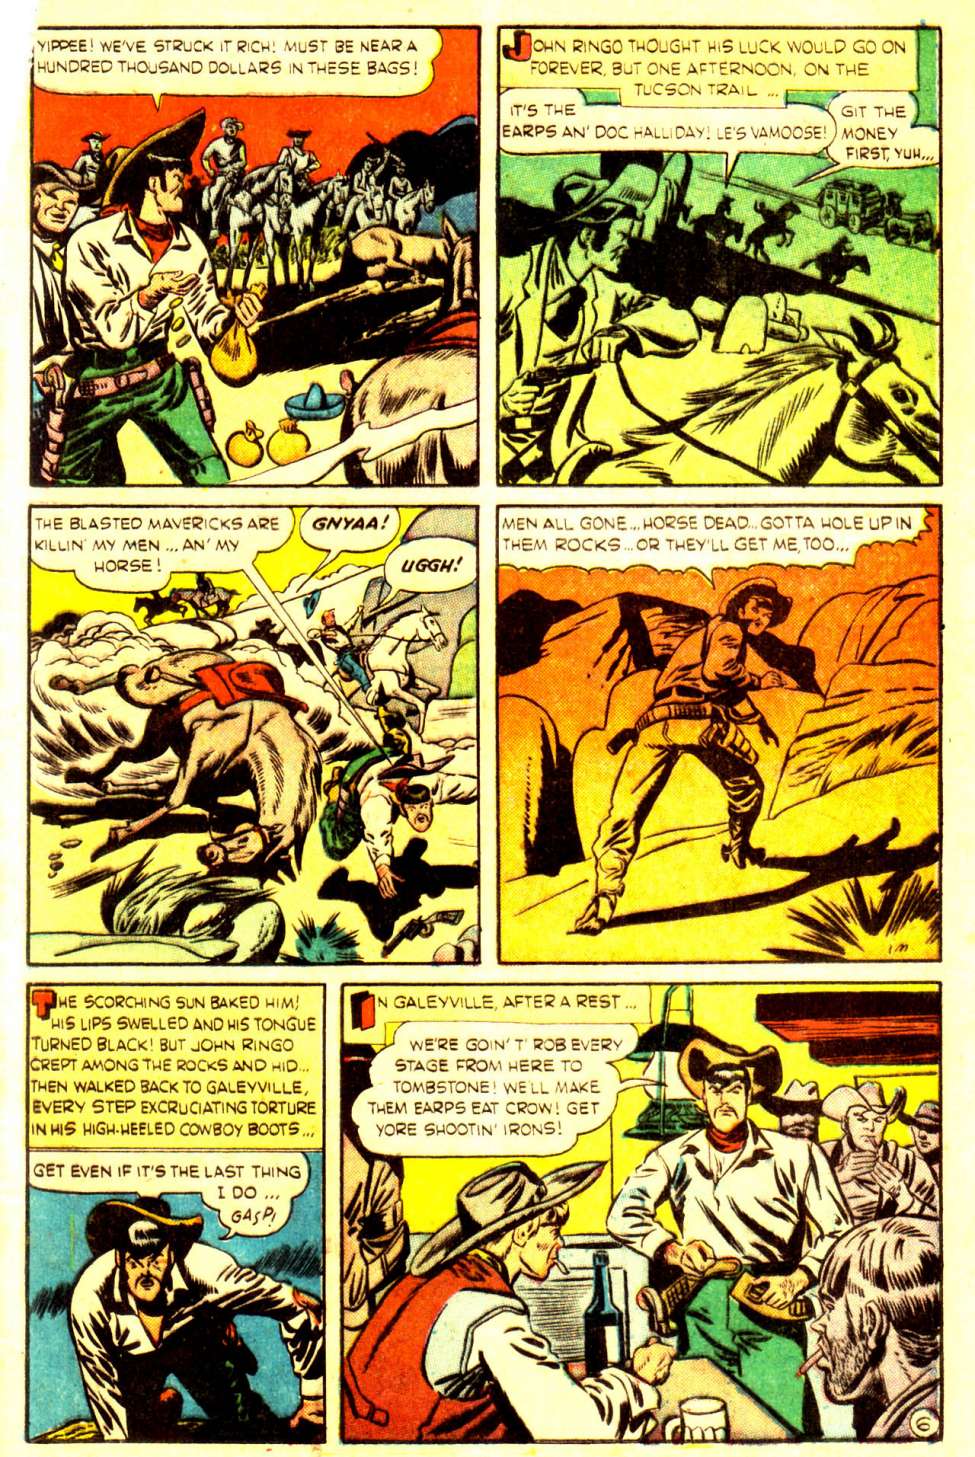 YIPPEE! WE'VE STRUCK IT RICH! MUST BE NEAR A
HUNDRED THOUSAND DOLLARS IN THESE BAGS!
JOHN RINGO THOUGHT HIS LUCK WOULD GO ON
FOREVER, BUT ONE AFTERNOON, ON THE
TUCSON TRAIL ...
IT'S THE
EARPS AN' DOC HALLIDAY! LE'S VAMOOSE!
GIT THE
MONEY
FIRST, YUH...
THE BLASTED MAVERICKS ARE
KILLIN' MY MEN ... AN' MY
HORSE!
GNYAA!
UGGH!
MEN ALL GONE... HORSE DEAD... GOTTA HOLE UP IN
THEM ROCKS... OR THEY'LL GET ME, TOO...
1M
THE SCORCHING SUN BAKED HIM;
HIS LIPS SWELLED AND HIS TONGUE
TURNED BLACK! BUT JOHN RINGO
CREPT AMONG THE ROCKS AND HID...
THEN WALKED BACK TO GALEYVILLE,
EVERY STEP EXCRUCIATING TORTURE
IN HIS HIGH-HEELED COWBOY BOOTS...
GET EVEN IF IT'S THE LAST THING
I DO ...
GASP!
IN GALEYVILLE, AFTER A REST ...
WE'RE GOIN' T' ROB EVERY
STAGE FROM HERE TO
TOMBSTONE! WE'LL MAKE
THEM EARPS EAT CROW! GET
YORE SHOOTIN' IRONS!
6